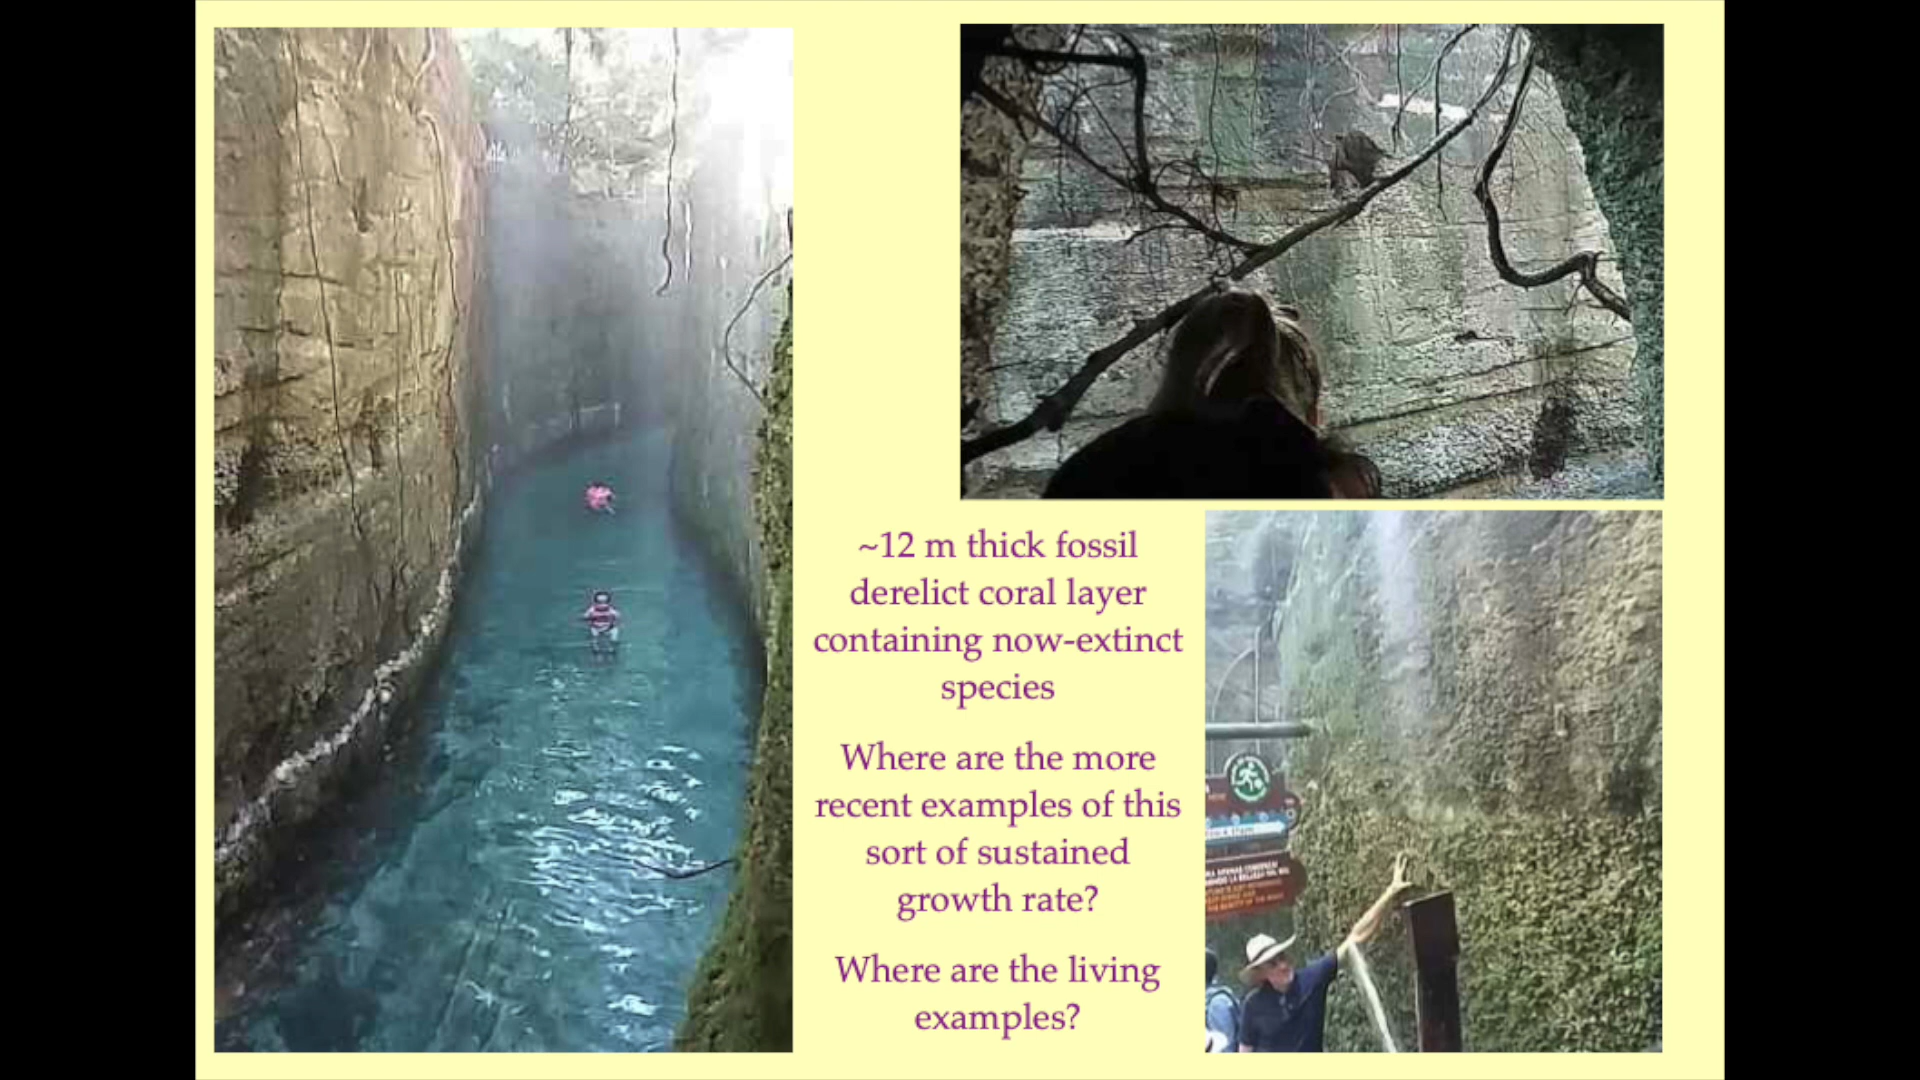 ~12 m thick fossil
derelict coral layer
containing now-extinct
species
Where are the more
recent examples of this
sort of sustained
growth rate?
Where are the living
examples?